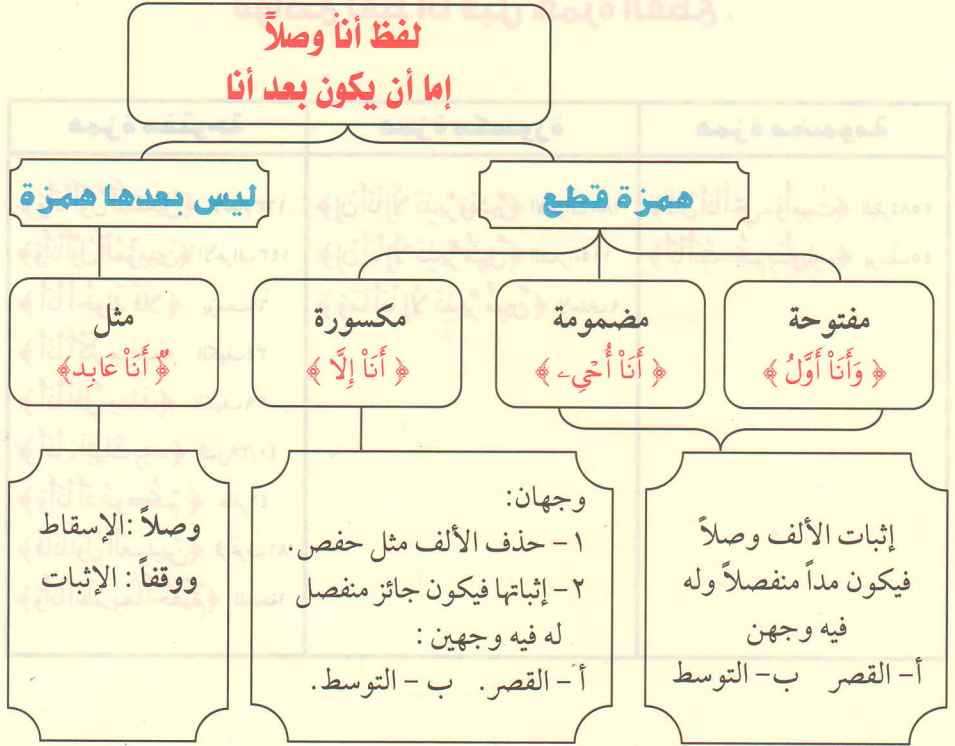 لفظ أنا وصلاً
إما أن يكون بعد أنا
همزة قطع
ليس بعدها همزة
مفتوحة
﴿ وَأَنَا۠ أَوَّلُ ﴾
مضمومة
﴿ أَنَا۠ أُحْيِۦ ﴾
مكسورة
﴿ أَنَا۠ إِلَّا ﴾
مثل
﴿ أَنَا۠ عَابِدٌ ﴾
إثبات الألف وصلاً
فيكون مداً منفصلاً وله
فيه وجهن
أ- القصر ب- التوسط
وجهان:
١- حذف الألف مثل حفص.
٢- إثباتها فيكون جائز منفصل
له فيه وجهين :
أ- القصر. ب- التوسط.
وصلاً : الإسقاط
ووقفاً : الإثبات